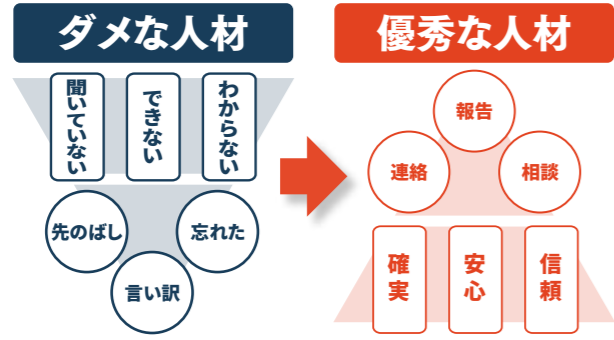 ダメな人材
聞いていない
できない
わからない
先のばし
忘れた
言い訳
優秀な人材
報告
連絡
相談
確実
安心
信頼